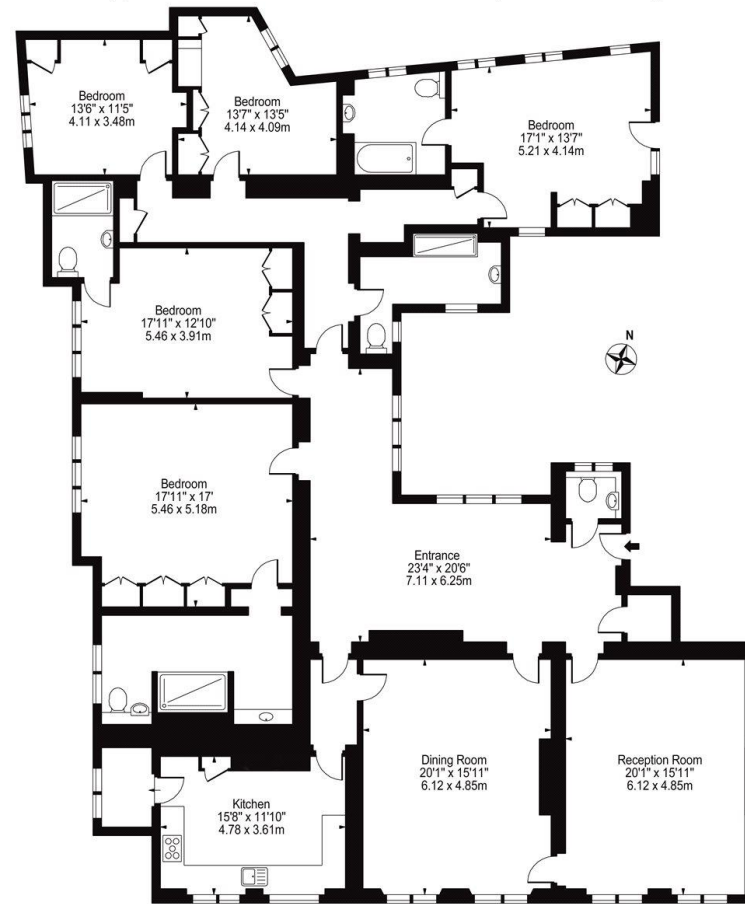 Bedroom
13'6" x 11'5"
4.11 x 3.48m
Bedroom
13'7" x 13'5"
4.14 x 4.09m
Bedroom
17'1" x 13'7"
5.21 x 4.14m
Bedroom
17'11" x 12'10"
5.46 x 3.91m
N
Bedroom
17'11" x 17'
5.46 x 5.18m
Entrance
23'4" x 20'6"
7.11 x 6.25m
Dining Room
20'1" x 15'11"
6.12 x 4.85m
Reception Room
20'1" x 15'11"
6.12 x 4.85m
Kitchen
15'8" x 11'10"
4.78 x 3.61m